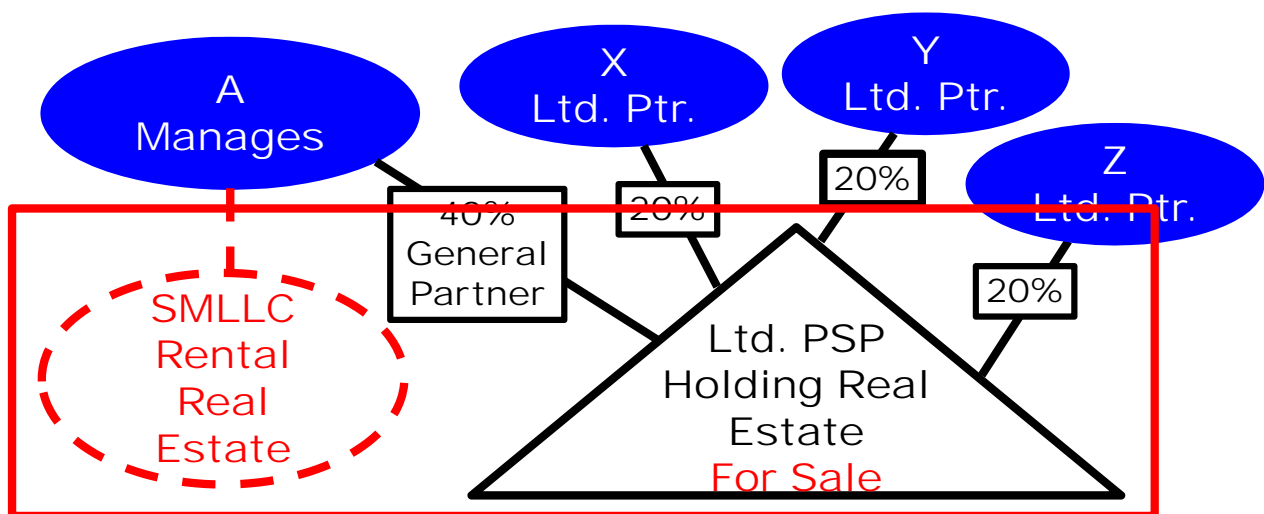 A
Manages
X
Ltd. Ptr.
Y
Ltd. Ptr.
Z
Ltd. Ptr.
40%
General
Partner
20%
20%
20%
SMLLC
Rental
Real
Estate
Ltd. PSP
Holding Real
Estate
For Sale